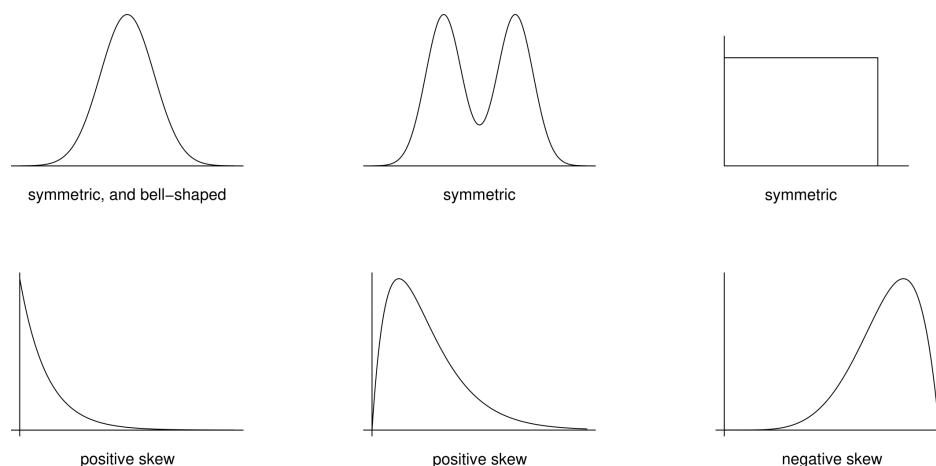 symmetric, and bell−shaped
symmetric
symmetric
positive skew
positive skew
negative skew